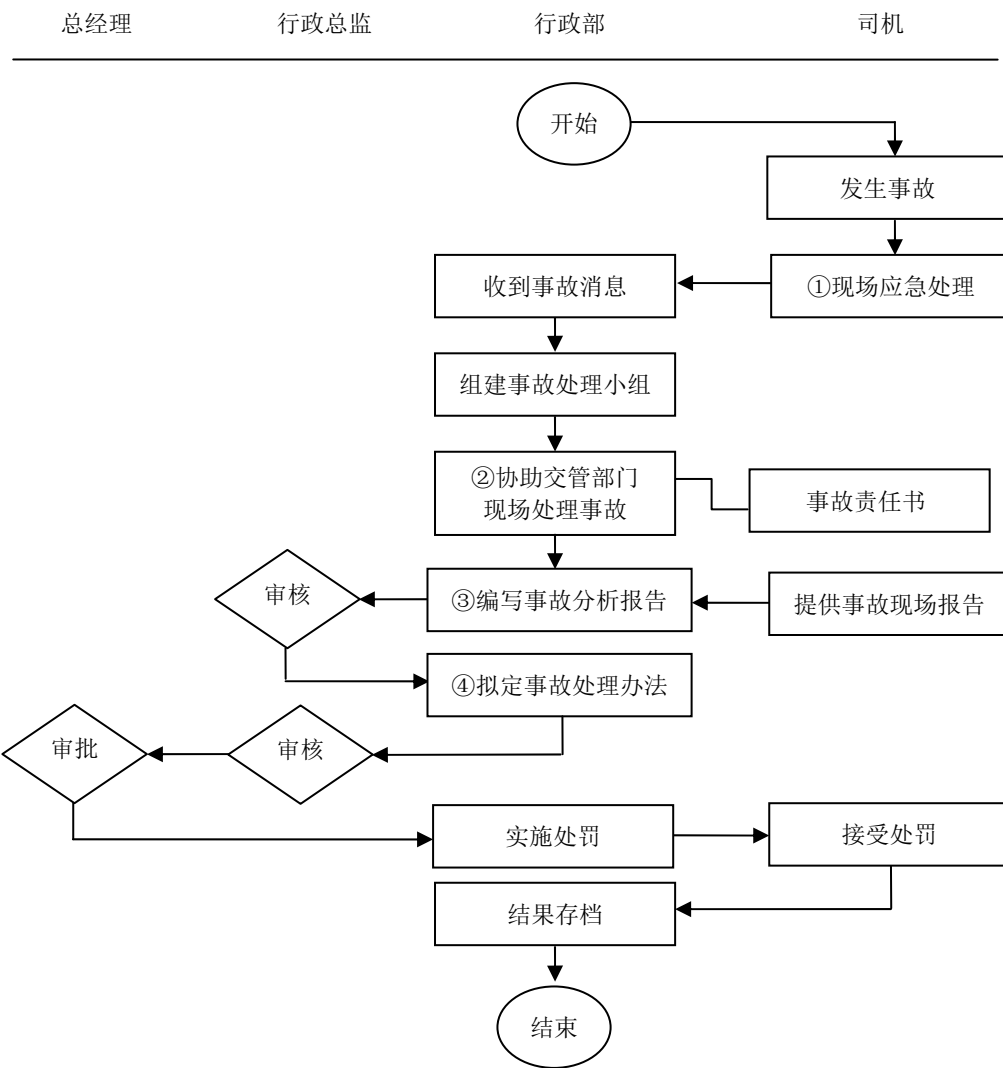 总经理
行政总监
行政部
司机
开始
发生事故
收到事故消息
①现场应急处理
组建事故处理小组
②协助交管部门
现场处理事故
事故责任书
审核
③编写事故分析报告
提供事故现场报告
④拟定事故处理办法
审批
审核
实施处罚
接受处罚
结果存档
结束